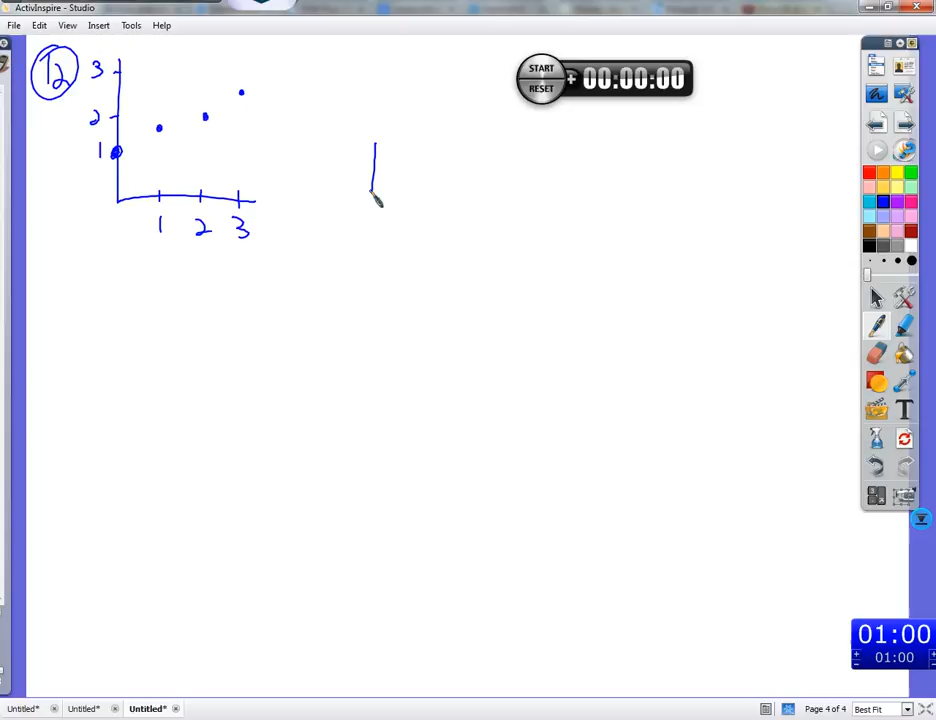 ActivInspire - Studio
File Edit View Insert Tools Help
12
3
2
1
1 2 3
START
RESET
+ 00:00:00
01:00
01:00
Untitled* Untitled* Untitled*
Page 4 of 4 Best Fit